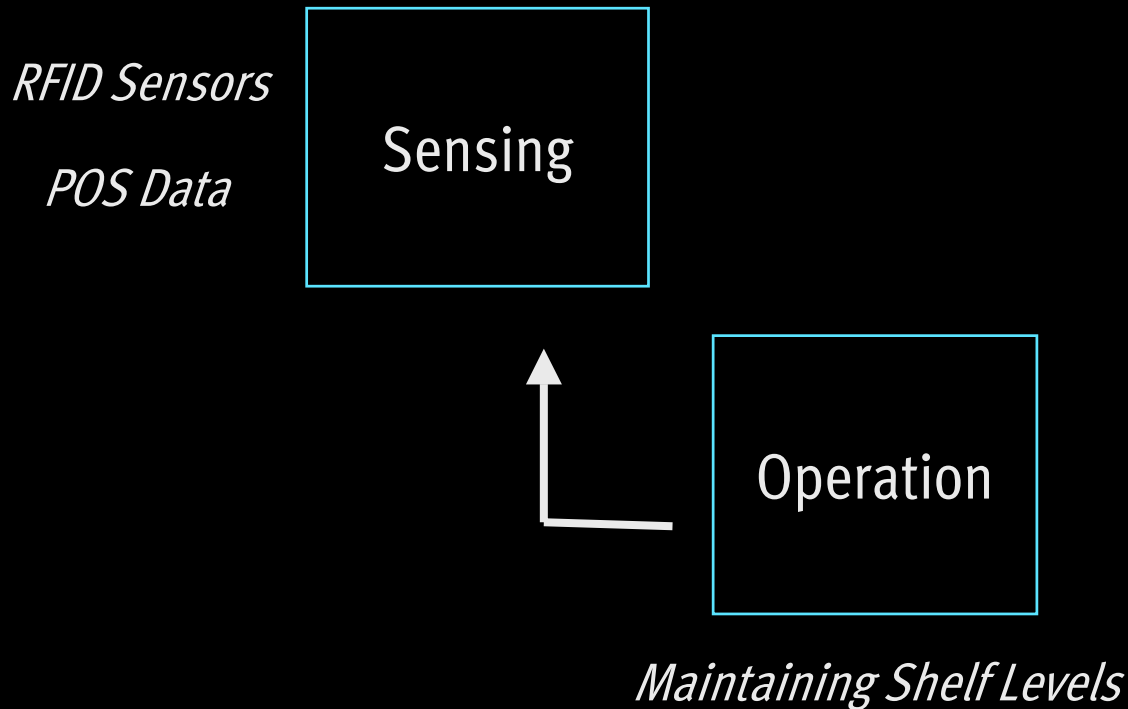 RFID Sensors
POS Data
Sensing
Operation
Maintaining Shelf Levels